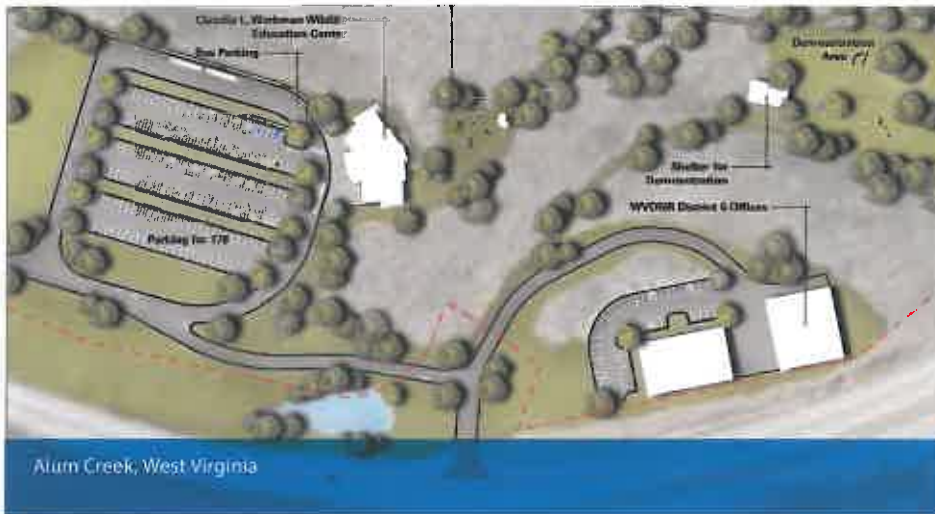 Claudia L. Workman Wildlife
Education Center
Bus Parking
Demonstration
Area #1
Shelter for
Demonstration
WVDNR District 6 Offices
Parking for 178
Alum Creek, West Virginia